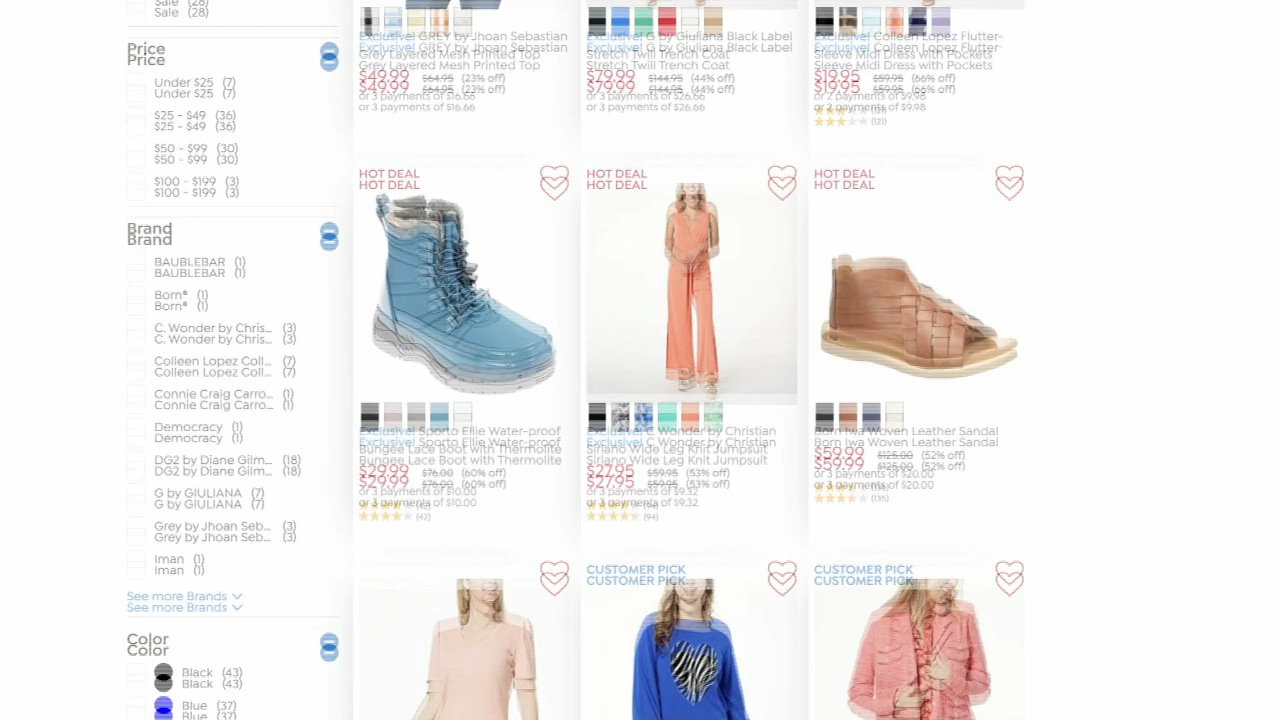 Sale (28)
Price
Under $25 (7)
$25 - $49 (36)
$50 - $99 (30)
$100 - $199 (3)
Brand
BAUBLEBAR (1)
Born® (1)
C. Wonder by Chris... (3)
Colleen Lopez Coll... (7)
Connie Craig Carro... (1)
Democracy (1)
DG2 by Diane Gilm... (18)
G by GIULIANA (7)
Grey by Jhoan Seb... (3)
Iman (1)
See more Brands
Color
Black (43)
Blue (37)
Exclusive! GREY by Jhoan Sebastian
Grey Layered Mesh Printed Top
$49.99 $64.95 (23% off)
or 3 payments of $16.66
Exclusive! G by Giuliana Black Label
Stretch Twill Trench Coat
$79.99 $144.95 (44% off)
or 3 payments of $26.66
Exclusive! Colleen Lopez Flutter-
Sleeve Midi Dress with Pockets
$19.95 $59.95 (66% off)
or 2 payments of $9.98
(121)
HOT DEAL
Exclusive! Sporto Ellie Water-proof
Bungee Lace Boot with Thermolite
$29.99 $76.00 (60% off)
or 3 payments of $10.00
(42)
HOT DEAL
Exclusive! C Wonder by Christian
Siriano Wide Leg Knit Jumpsuit
$27.95 $59.95 (53% off)
or 3 payments of $9.32
(94)
HOT DEAL
Born Iwa Woven Leather Sandal
$59.99 $125.00 (52% off)
or 3 payments of $20.00
(135)
CUSTOMER PICK
CUSTOMER PICK